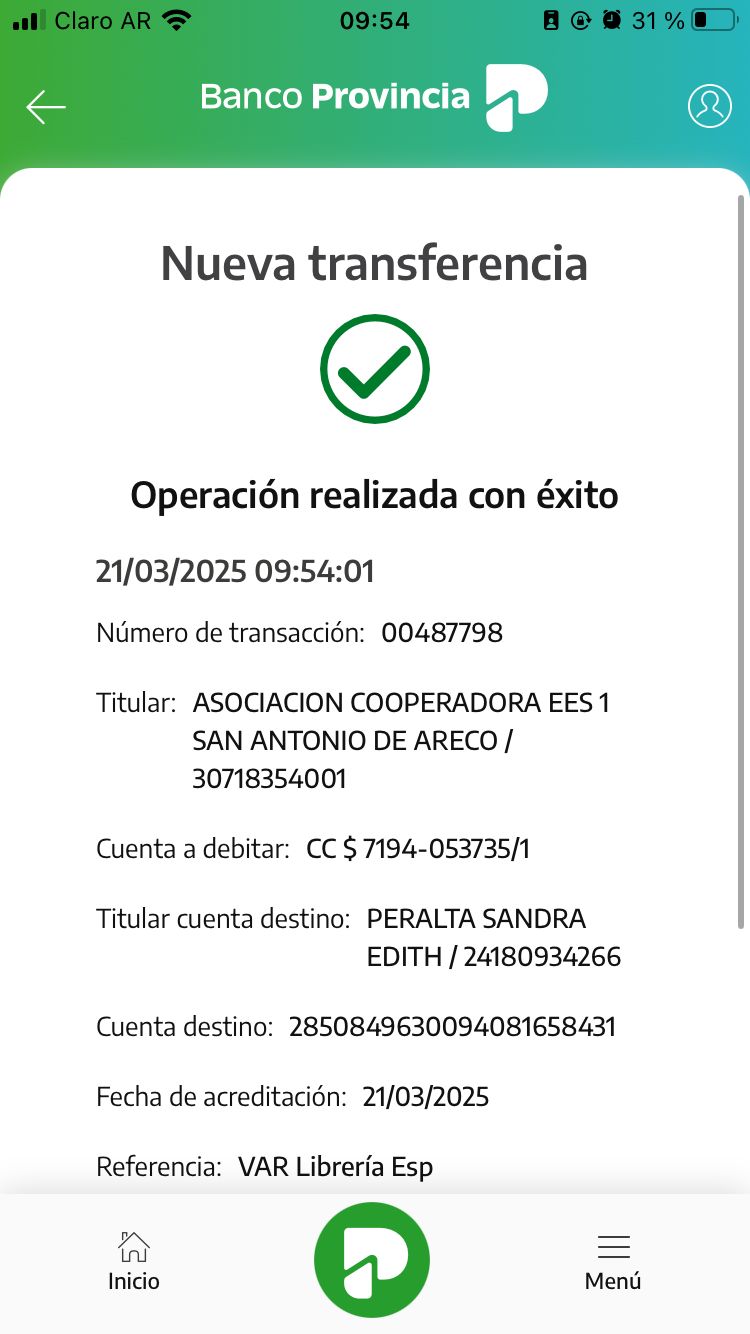 Claro AR 09:54 31 %
Banco Provincia
Nueva transferencia
Operación realizada con éxito
21/03/2025 09:54:01
Número de transacción: 00487798
Titular: ASOCIACION COOPERADORA EES 1
SAN ANTONIO DE ARECO /
30718354001
Cuenta a debitar: CC $ 7194-053735/1
Titular cuenta destino: PERALTA SANDRA
EDITH / 24180934266
Cuenta destino: 2850849630094081658431
Fecha de acreditación: 21/03/2025
Referencia: VAR Librería Esp
Inicio
Menú